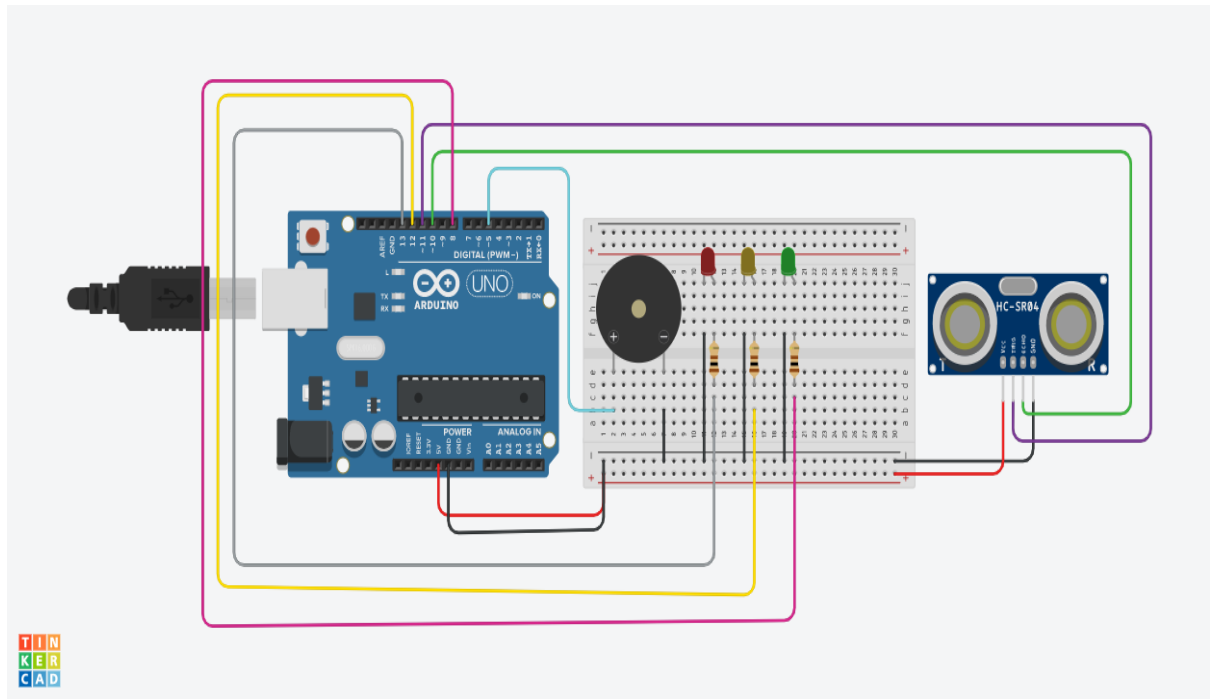 AREF
GND
13
12
~11
~10
~9
8
7
~6
~5
4
~3
2
TX→1
RX←0
DIGITAL (PWM~)
L
TX
RX
ARDUINO
UNO
ON
IOREF
RESET
3.3V
5V
GND
GND
Vin
POWER
ANALOG IN
A0
A1
A2
A3
A4
A5
HC-SR04
VCC
TRIG
ECHO
GND
T
R
TIN
KER
CAD